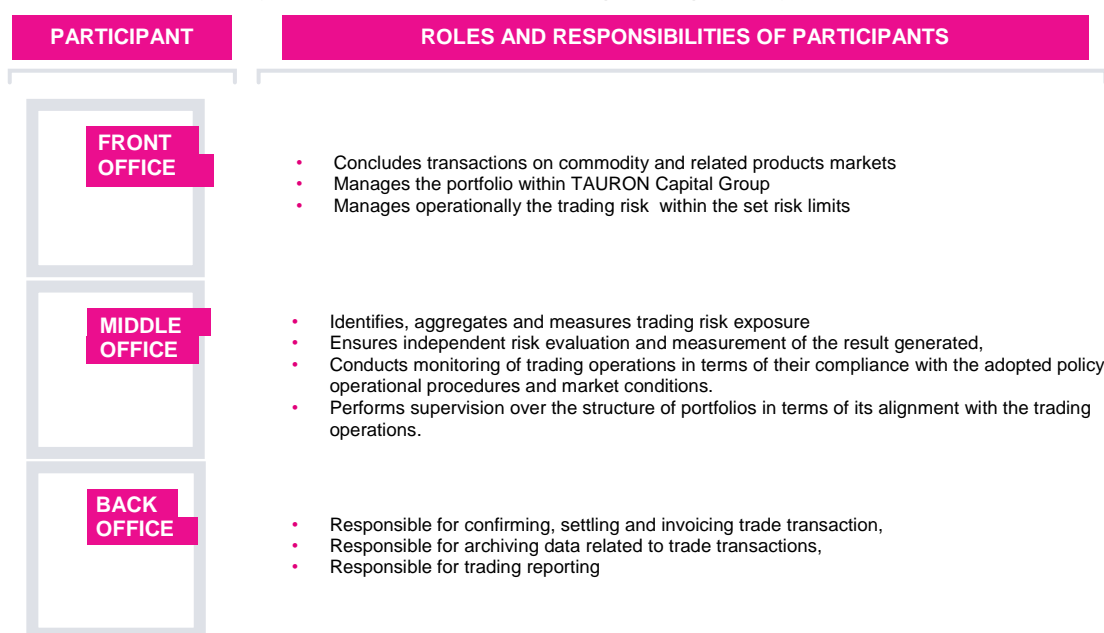 PARTICIPANT
ROLES AND RESPONSIBILITIES OF PARTICIPANTS
FRONT
OFFICE
• Concludes transactions on commodity and related products markets
• Manages the portfolio within TAURON Capital Group
• Manages operationally the trading risk within the set risk limits
MIDDLE
OFFICE
• Identifies, aggregates and measures trading risk exposure
• Ensures independent risk evaluation and measurement of the result generated,
• Conducts monitoring of trading operations in terms of their compliance with the adopted policy
operational procedures and market conditions.
• Performs supervision over the structure of portfolios in terms of its alignment with the trading
operations.
BACK
OFFICE
• Responsible for confirming, settling and invoicing trade transaction,
• Responsible for archiving data related to trade transactions,
• Responsible for trading reporting